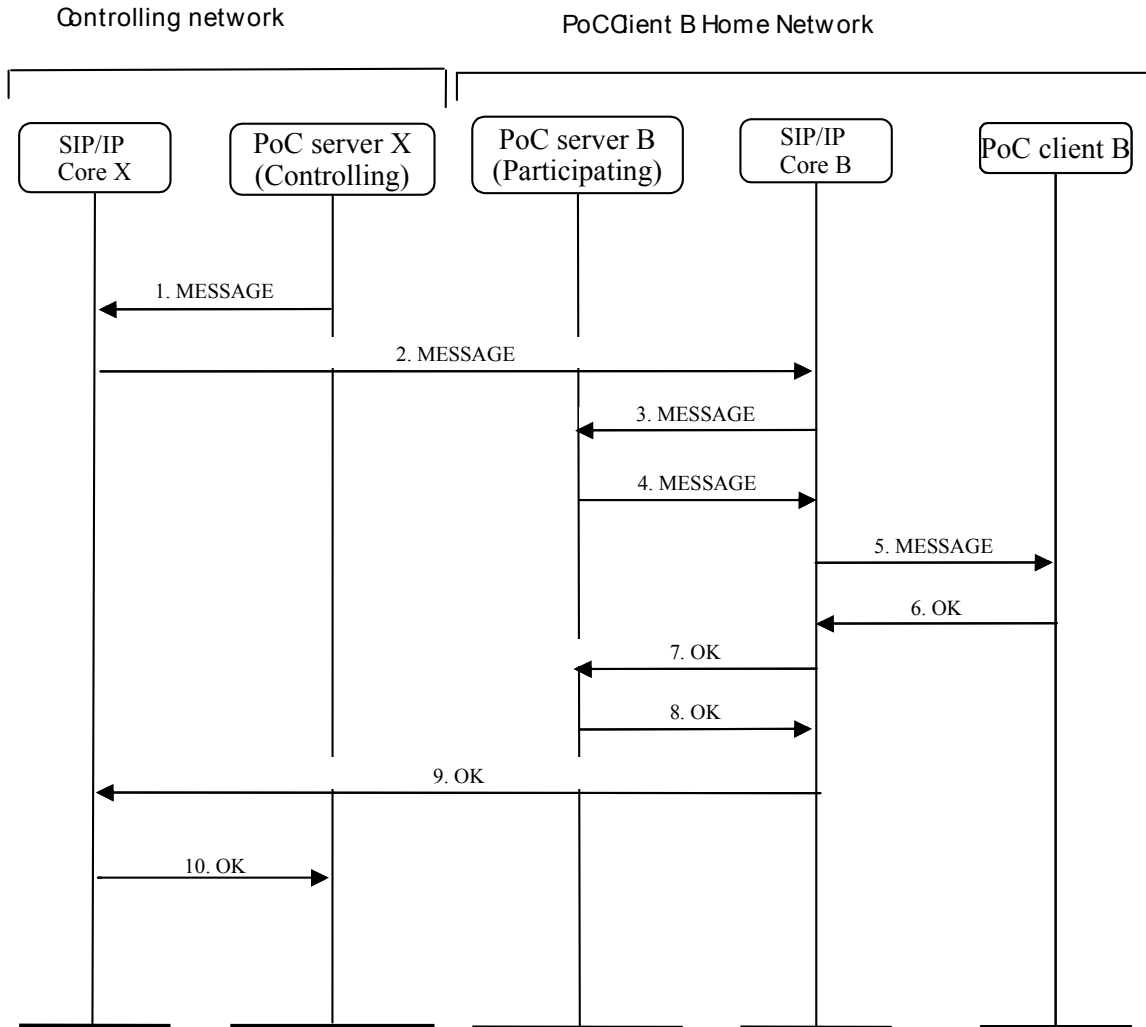 Controlling network
PoCClient B Home Network
SIP/IP
Core X
PoC server X
(Controlling)
PoC server B
(Participating)
SIP/IP
Core B
PoC client B
1. MESSAGE
2. MESSAGE
3. MESSAGE
4. MESSAGE
5. MESSAGE
6. OK
7. OK
8. OK
9. OK
10. OK